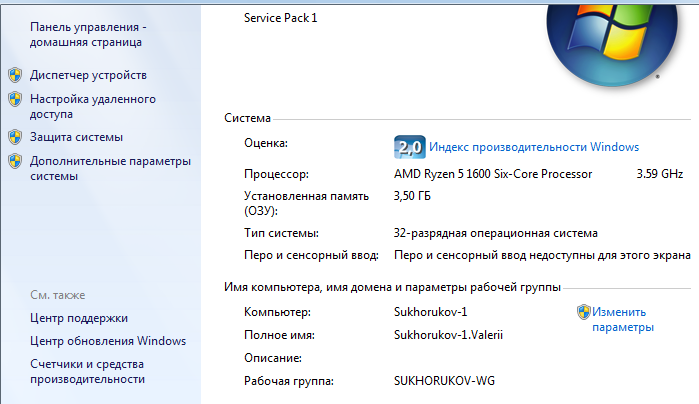 Панель управления -
домашняя страница
Диспетчер устройств
Настройка удаленного
доступа
Защита системы
Дополнительные параметры
системы
См. также
Центр поддержки
Центр обновления Windows
Счетчики и средства
производительности
Service Pack 1
Система
Оценка: 2,0 Индекс производительности Windows
Процессор: AMD Ryzen 5 1600 Six-Core Processor 3.59 GHz
Установленная память
(ОЗУ): 3,50 ГБ
Тип системы: 32-разрядная операционная система
Перо и сенсорный ввод: Перо и сенсорный ввод недоступны для этого экрана
Имя компьютера, имя домена и параметры рабочей группы
Компьютер: Sukhorukov-1 Изменить
параметры
Полное имя: Sukhorukov-1.Valerii
Описание:
Рабочая группа: SUKHORUKOV-WG